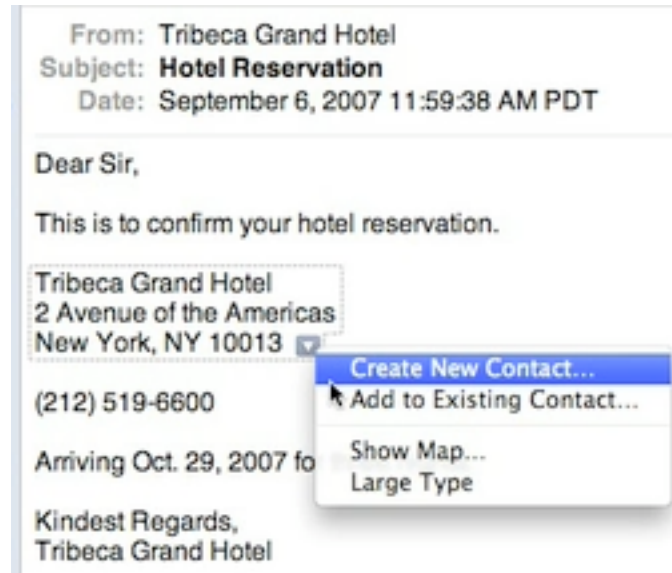 From: Tribeca Grand Hotel
Subject: Hotel Reservation
Date: September 6, 2007 11:59:38 AM PDT
Dear Sir,
This is to confirm your hotel reservation.
Tribeca Grand Hotel
2 Avenue of the Americas
New York, NY 10013
Create New Contact...
Add to Existing Contact...
Show Map...
Large Type
(212) 519-6600
Arriving Oct. 29, 2007 fo
Kindest Regards,
Tribeca Grand Hotel